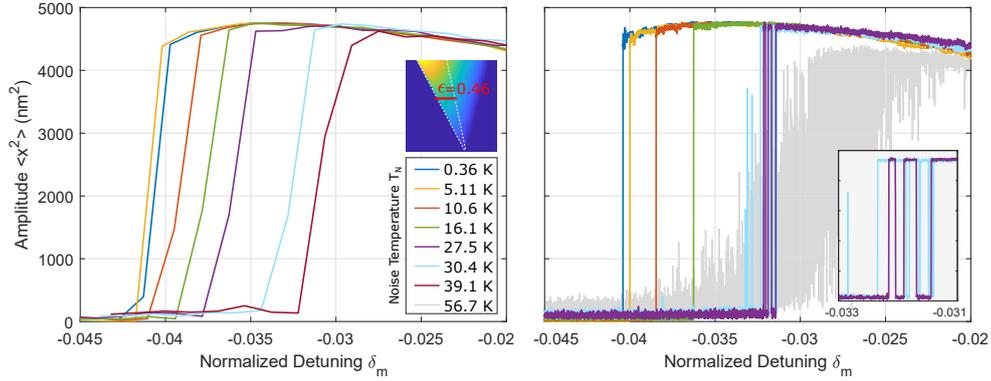 Amplitude <x²> (nm²)
5000
4000
3000
2000
1000
0
-0.045
-0.04
-0.035
-0.03
-0.025
-0.02
Normalized Detuning δm
ϵ=0.46
Noise Temperature TN
0.36 K
5.11 K
10.6 K
16.1 K
27.5 K
30.4 K
39.1 K
56.7 K
-0.045
-0.04
-0.035
-0.03
-0.025
-0.02
Normalized Detuning δm
-0.033
-0.031